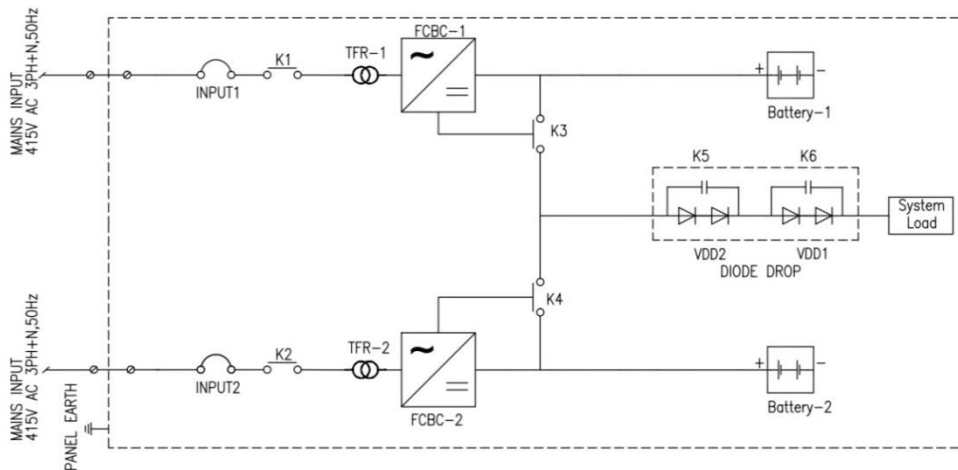 MAINS INPUT
415V AC 3PH+N,50Hz
INPUT1
K1
TFR-1
FCBC-1
K3
+
-
Battery-1
K5
K6
VDD2
VDD1
DIODE DROP
System
Load
K4
MAINS INPUT
415V AC 3PH+N,50Hz
INPUT2
K2
TFR-2
FCBC-2
+
-
Battery-2
PANEL EARTH